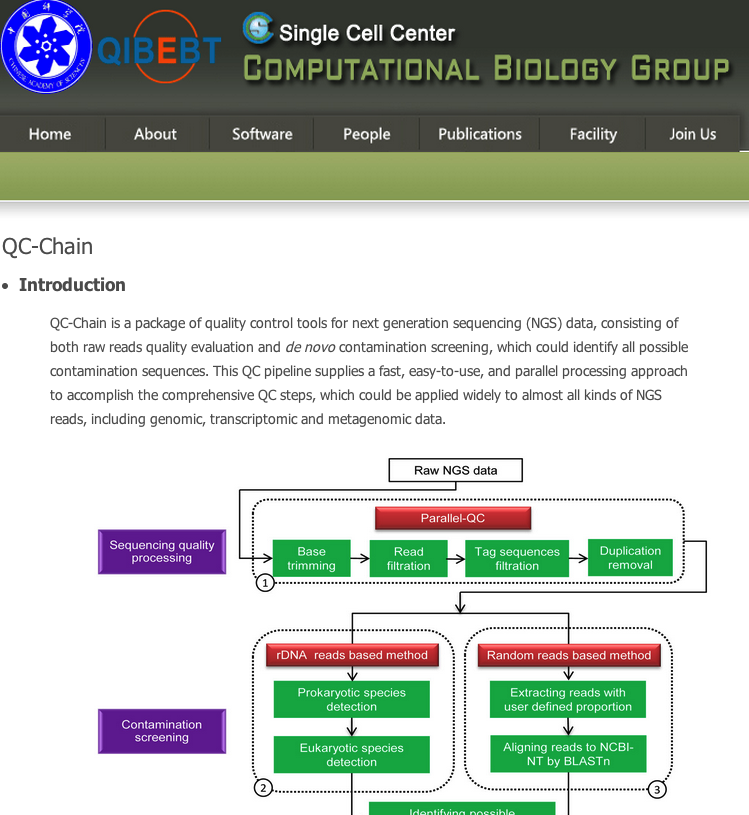 QIBEBT
Single Cell Center
COMPUTATIONAL BIOLOGY GROUP
Home About Software People Publications Facility Join Us
QC-Chain
• Introduction
QC-Chain is a package of quality control tools for next generation sequencing (NGS) data, consisting of
both raw reads quality evaluation and de novo contamination screening, which could identify all possible
contamination sequences. This QC pipeline supplies a fast, easy-to-use, and parallel processing approach
to accomplish the comprehensive QC steps, which could be applied widely to almost all kinds of NGS
reads, including genomic, transcriptomic and metagenomic data.
Raw NGS data
Parallel-QC
Sequencing quality
processing
Base
trimming
Read
filtration
Tag sequences
filtration
Duplication
removal
1
rDNA reads based method
Random reads based method
Prokaryotic species
detection
Extracting reads with
user defined proportion
Contamination
screening
Eukaryotic species
detection
Aligning reads to NCBI-
NT by BLASTn
2
3
Identifying possible